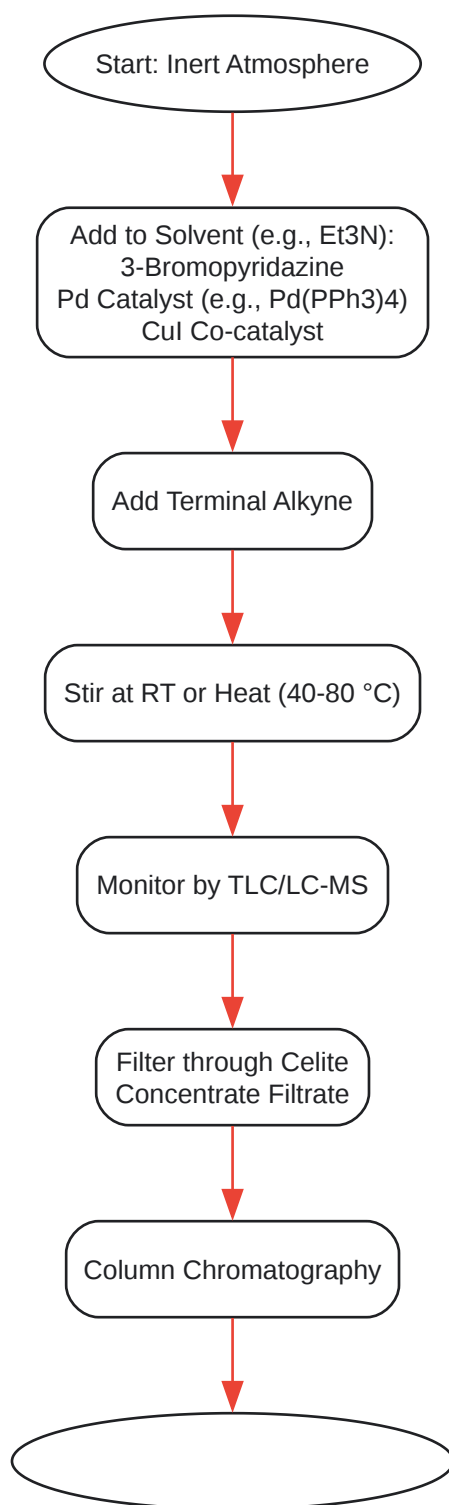 Start: Inert Atmosphere
Add to Solvent (e.g., Et3N):
3-Bromopyridazine
Pd Catalyst (e.g., Pd(PPh3)4)
CuI Co-catalyst
Add Terminal Alkyne
Stir at RT or Heat (40-80 °C)
Monitor by TLC/LC-MS
Filter through Celite
Concentrate Filtrate
Column Chromatography